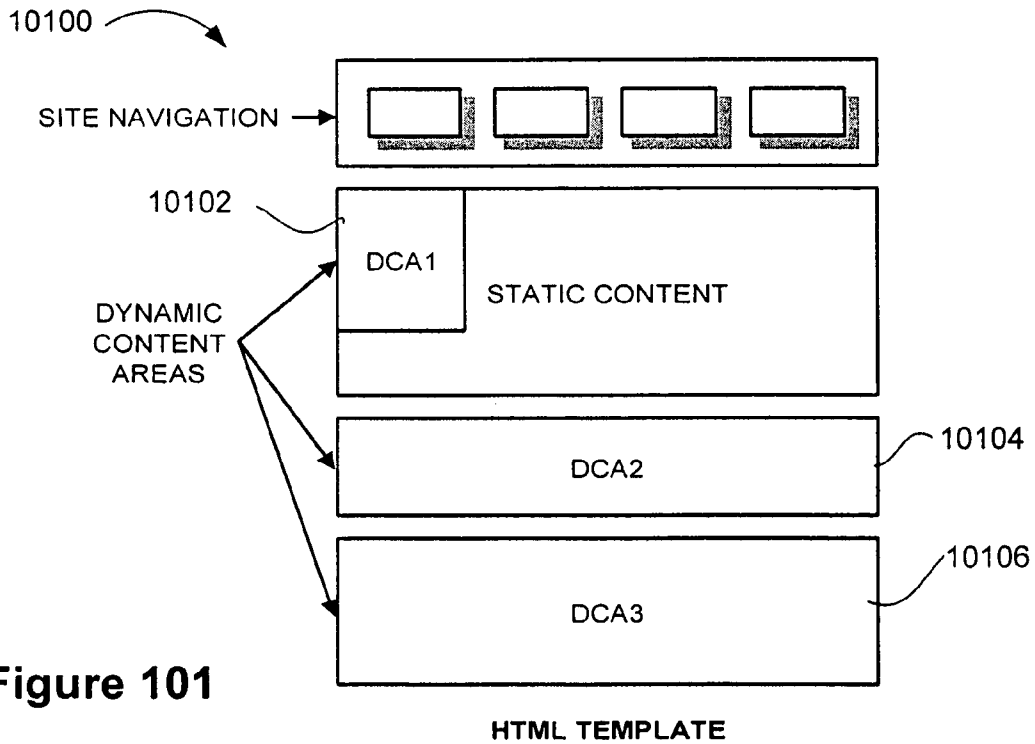 10100
SITE NAVIGATION
10102
DCA1
STATIC CONTENT
DYNAMIC
CONTENT
AREAS
DCA2
10104
10106
DCA3
Figure 101
HTML TEMPLATE